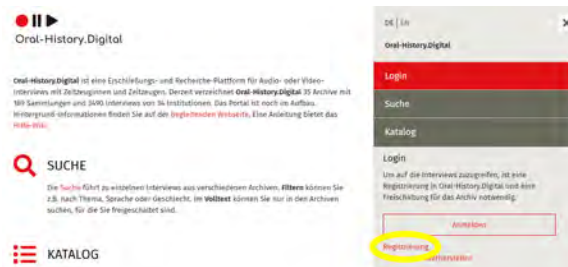 Oral-History.Digital
Oral-History.Digital ist eine Erschließungs- und Recherche-Plattform für Audio- oder Video-
Interviews mit Zeitzeuginnen und Zeitzeugen. Derzeit verzeichnet Oral-History.Digital 35 Archive mit
Sammlungen und Interviews von Institutionen. Das Portal ist noch im Aufbau.
Hintergrund-Informationen finden Sie auf der Begleitenden Webseite. Eine Anleitung bietet das
SUCHE
Die Suche führt zu einzelnen Interviews aus verschiedenen Archiven. Filtern können Sie
z.B. nach Thema, Sprache oder Geschlecht. Im Volltext können Sie nur in den Archiven
suchen, für die Sie freigeschaltet sind.
KATALOG
DE | EN
Oral-History.Digital
Login
Suche
Katalog
Login
Um auf die Interviews zuzugreifen, ist eine
Registrierung in Oral-History.Digital und eine
Freischaltung für das Archiv notwendig.
Anmelden
Registrierung